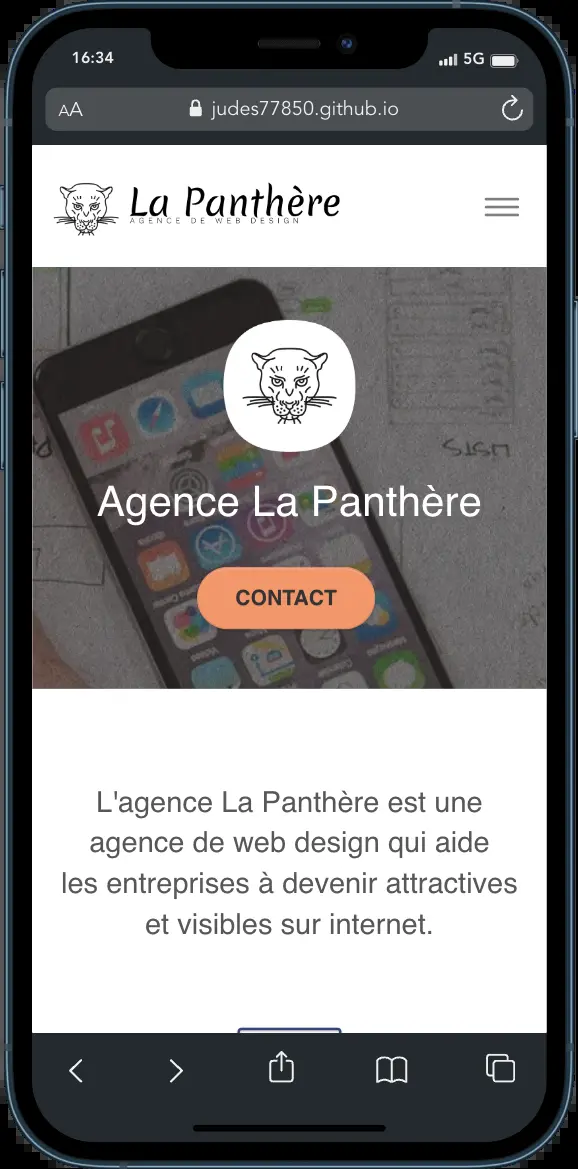 16:34
5G
AA
judes77850.github.io
La Panthère
AGENCE DE WEB DESIGN
Agence La Panthère
CONTACT
L'agence La Panthère est une
agence de web design qui aide
les entreprises à devenir attractives
et visibles sur internet.